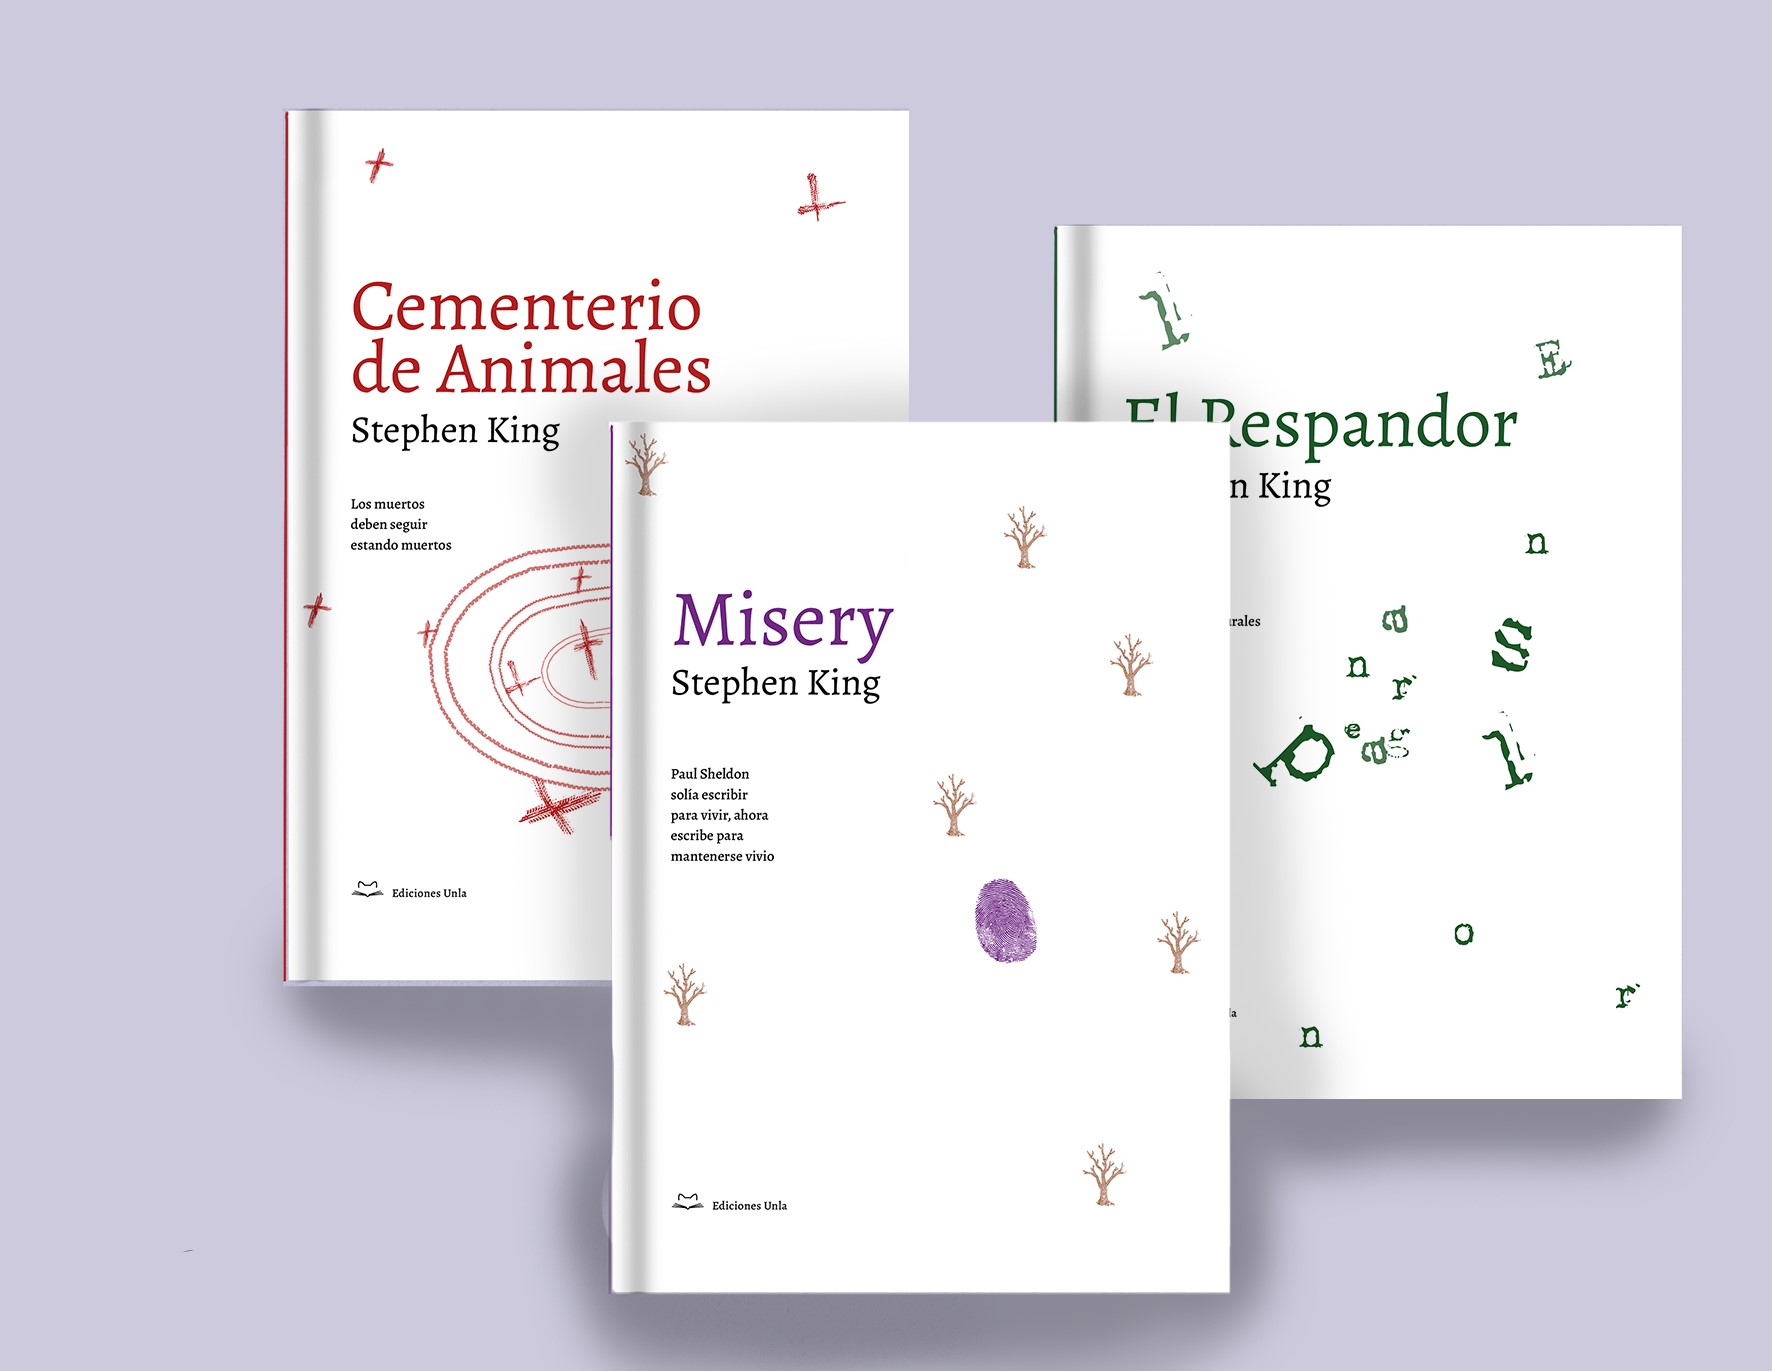 Cementerio
de Animales
Stephen King
Los muertos
deben seguir
estando muertos
Ediciones Unla
Misery
Stephen King
Paul Sheldon
solía escribir
para vivir, ahora
escribe para
mantenerse vivio
Ediciones Unla
l
E
El Respandor
King
n
a
s
n
r
p
e
a
g
l
o
r
n